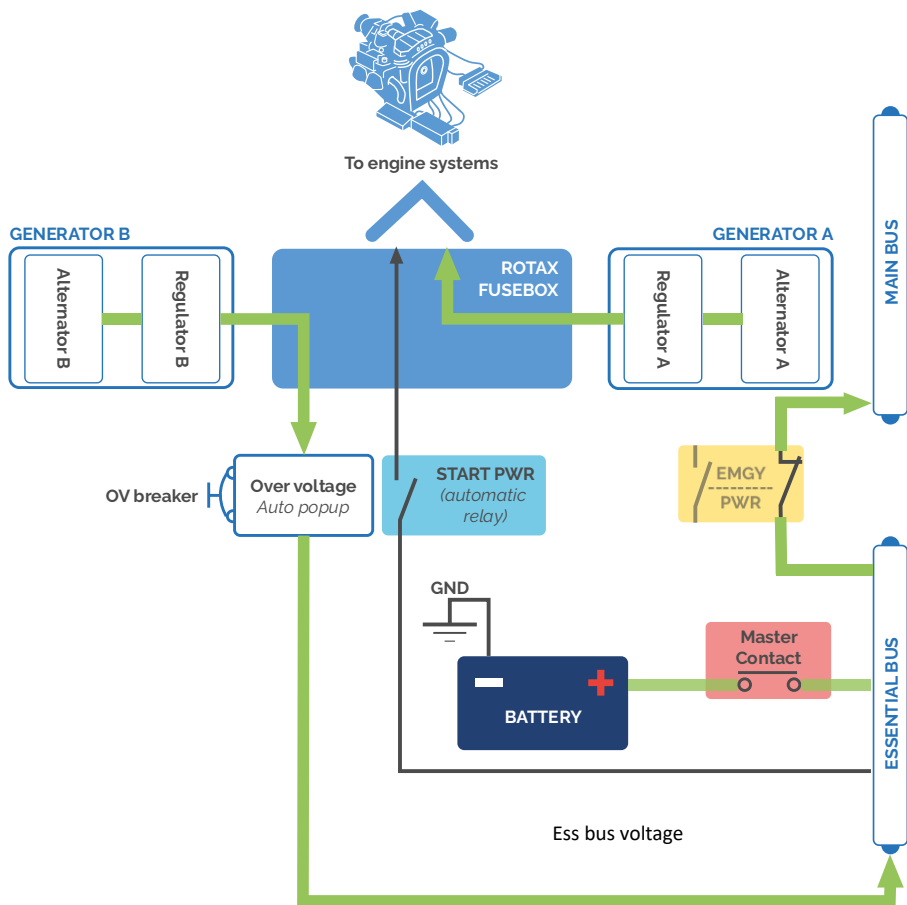 To engine systems
GENERATOR B
Alternator B
Regulator B
ROTAX
FUSEBOX
GENERATOR A
Regulator A
Alternator A
MAIN BUS
OV breaker
Over voltage
Auto popup
START PWR
(automatic
relay)
EMGY
PWR
GND
BATTERY
Master
Contact
ESSENTIAL BUS
Ess bus voltage